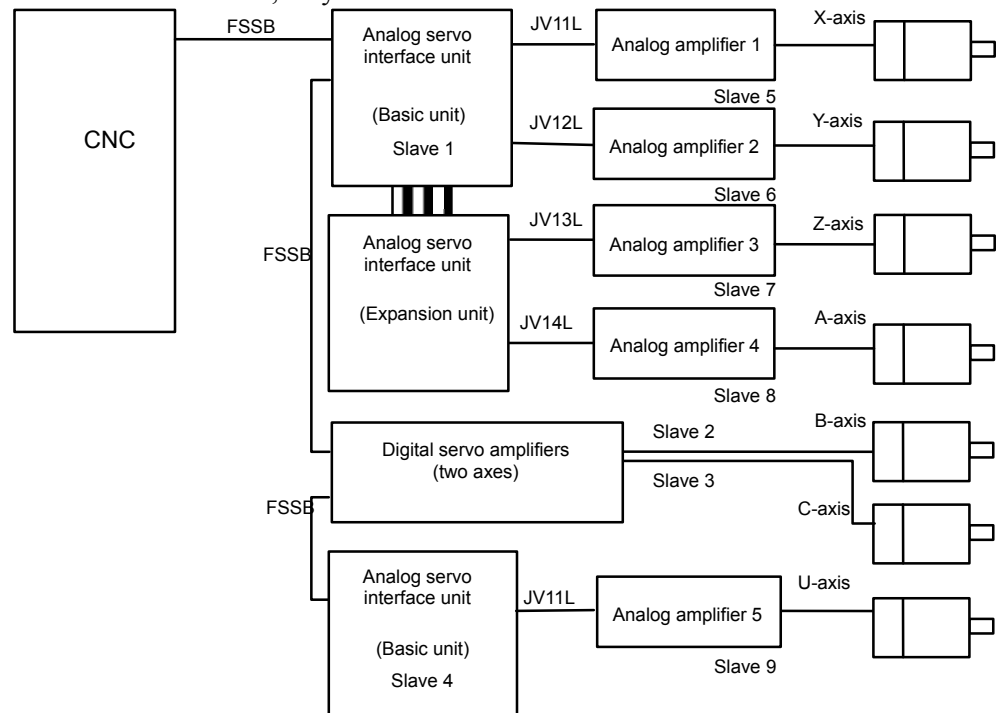 FSSB
CNC
Analog servo
interface unit
(Basic unit)
Slave 1
JV11L
Analog amplifier 1
X-axis
Slave 5
JV12L
Analog amplifier 2
Y-axis
Slave 6
FSSB
Analog servo
interface unit
(Expansion unit)
JV13L
Analog amplifier 3
Z-axis
Slave 7
JV14L
Analog amplifier 4
A-axis
Slave 8
Digital servo amplifiers
(two axes)
Slave 2
B-axis
Slave 3
C-axis
FSSB
Analog servo
interface unit
(Basic unit)
Slave 4
JV11L
Analog amplifier 5
U-axis
Slave 9